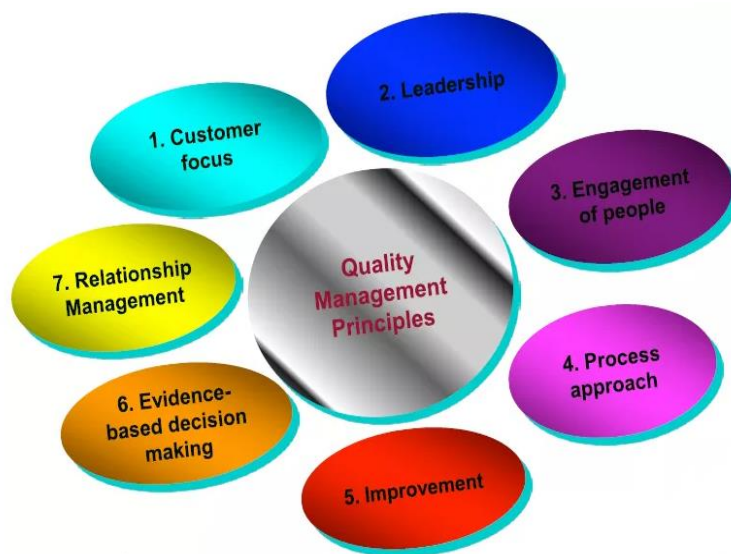 1. Customer
focus
2. Leadership
3. Engagement
of people
4. Process
approach
5. Improvement
6. Evidence-
based decision
making
7. Relationship
Management
Quality
Management
Principles